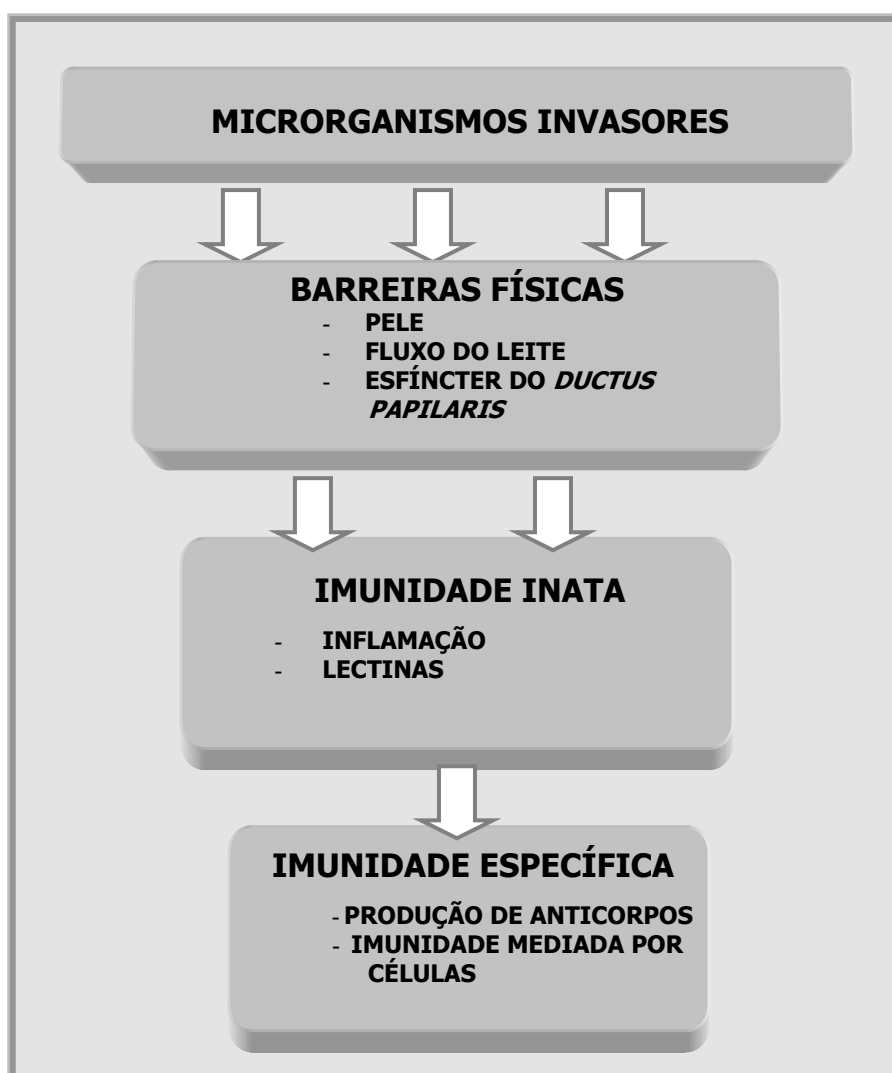 MICRORGANISMOS INVASORES
BARREIRAS FÍSICAS
- PELE
- FLUXO DO LEITE
- ESFÍNCTER DO DUCTUS
PAPILARIS
IMUNIDADE INATA
- INFLAMAÇÃO
- LECTINAS
IMUNIDADE ESPECÍFICA
- PRODUÇÃO DE ANTICORPOS
- IMUNIDADE MEDIADA POR
CÉLULAS